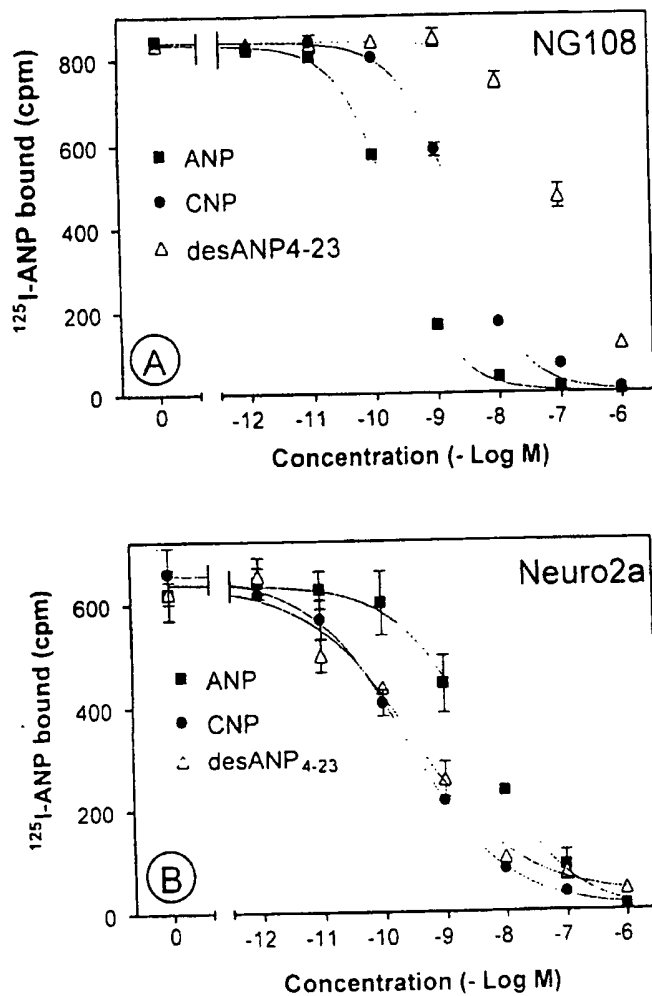 NG108
800
600
400
200
0
125I-ANP bound (cpm)
ANP
CNP
desANP4-23
A
0 -12 -11 -10 -9 -8 -7 -6
Concentration (- Log M)
Neuro2a
600
400
200
0
125I-ANP bound (cpm)
ANP
CNP
desANP4-23
B
0 -12 -11 -10 -9 -8 -7 -6
Concentration (- Log M)